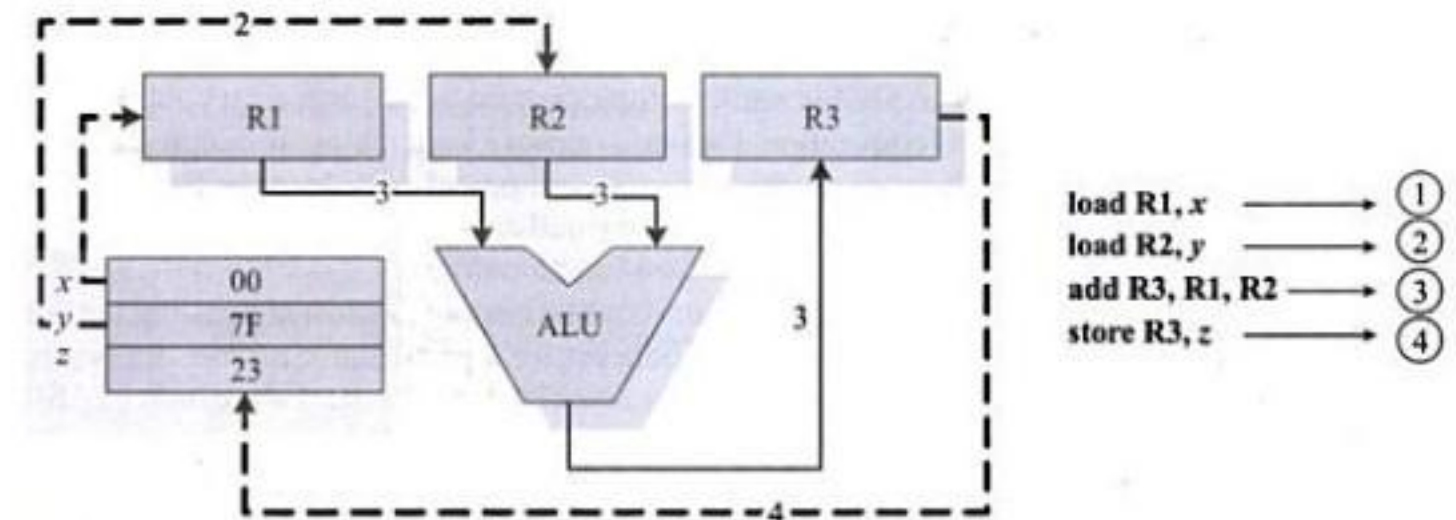 2
R1
R2
R3
3
3
x
00
y
7F
z
23
ALU
3
4
load R1, x
1
load R2, y
2
add R3, R1, R2
3
store R3, z
4